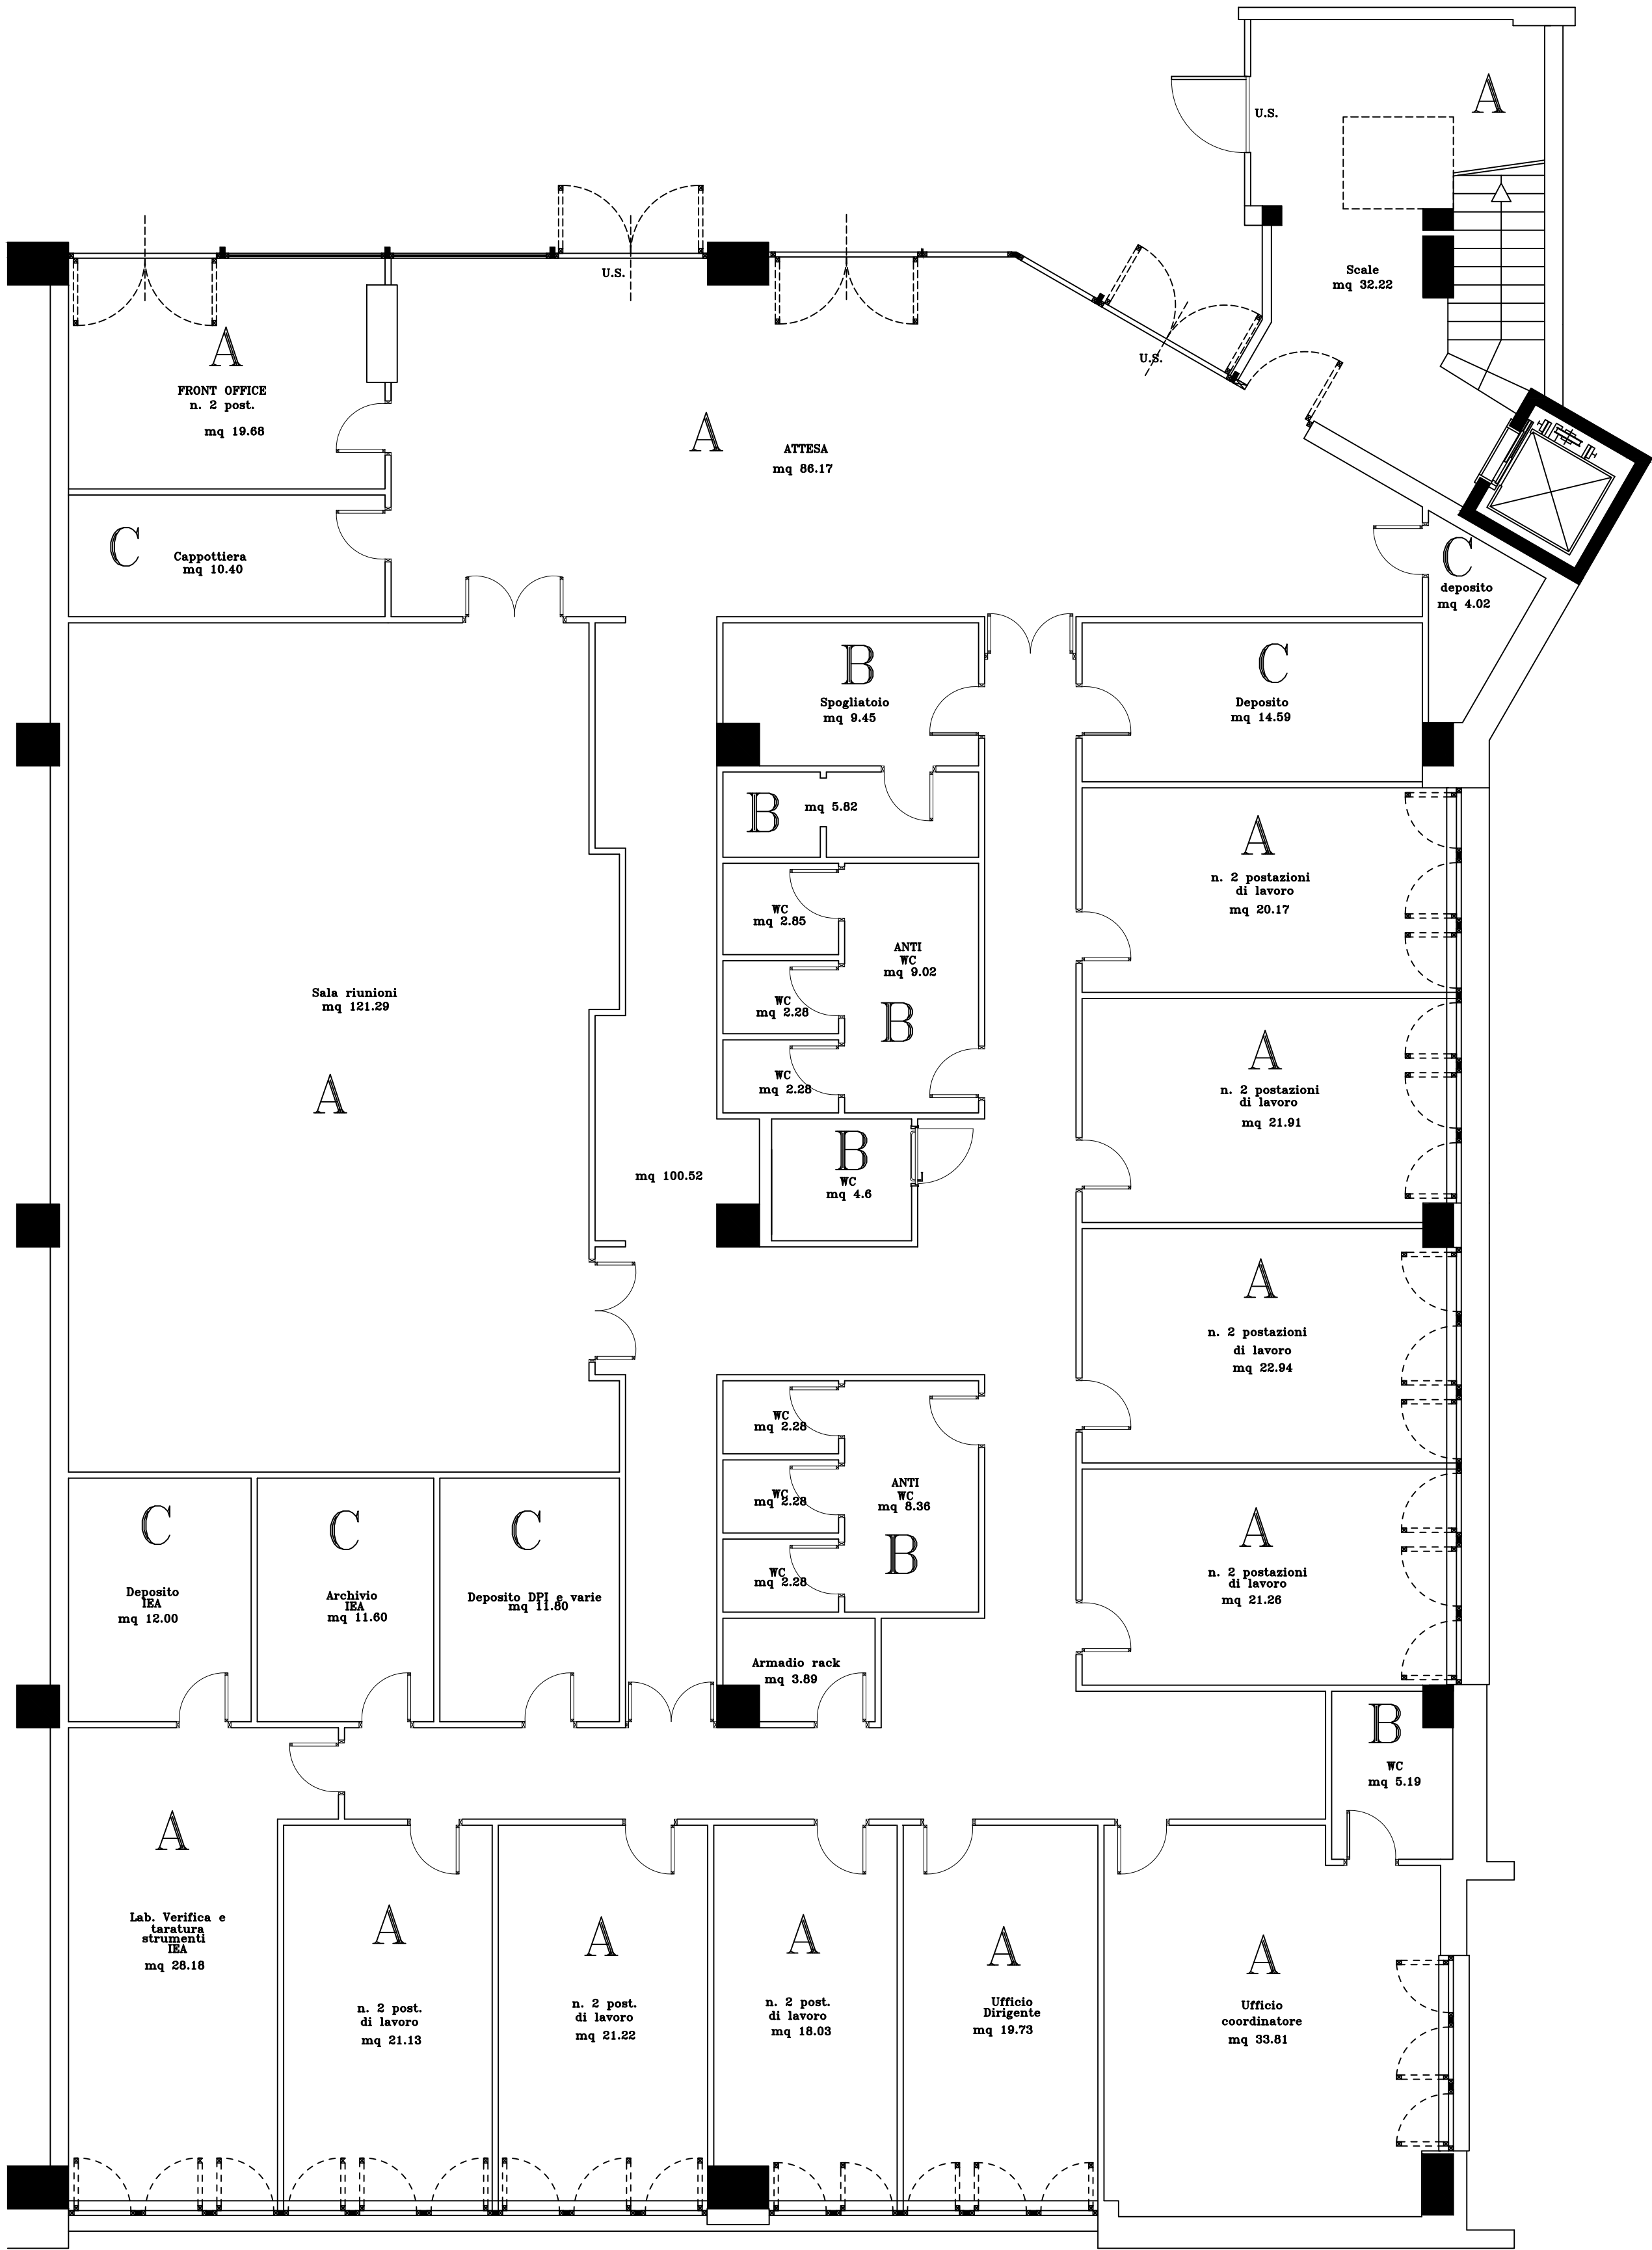 A
U.S.
Scale
mq 32.22
U.S.
U.S.
A
FRONT OFFICE
n. 2 post.
mq 19.68
A
ATTESA
mq 86.17
C
Cappottiera
mq 10.40
C
deposito
mq 4.02
B
Spogliatoio
mq 9.45
C
Deposito
mq 14.59
B
mq 5.82
A
n. 2 postazioni
di lavoro
mq 20.17
WC
mq 2.85
ANTI
WC
mq 9.02
B
WC
mq 2.28
WC
mq 2.28
Sala riunioni
mq 121.29
A
A
n. 2 postazioni
di lavoro
mq 21.91
B
WC
mq 4.6
mq 100.52
A
n. 2 postazioni
di lavoro
mq 22.94
WC
mq 2.28
WC
mq 2.28
WC
mq 2.28
ANTI
WC
mq 8.36
B
A
n. 2 postazioni
di lavoro
mq 21.26
C
Deposito
IEA
mq 12.00
C
Archivio
IEA
mq 11.60
C
Deposito DPI e varie
mq 11.80
Armadio rack
mq 3.89
B
WC
mq 5.19
A
Lab. Verifica e
taratura
strumenti
IEA
mq 28.18
A
n. 2 post.
di lavoro
mq 21.13
A
n. 2 post.
di lavoro
mq 21.22
A
n. 2 post.
di lavoro
mq 18.03
A
Ufficio
Dirigente
mq 19.73
A
Ufficio
coordinatore
mq 33.81